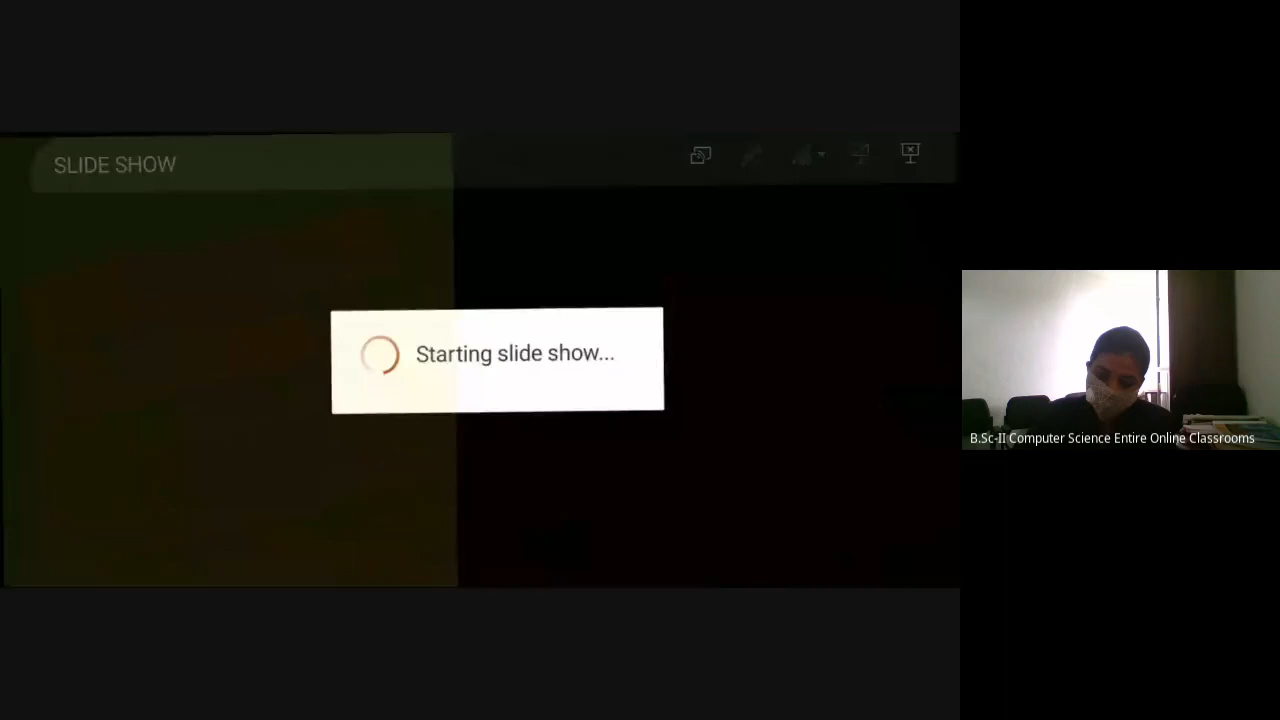 SLIDE SHOW
Starting slide show...
B.Sc-II Computer Science Entire Online Classrooms